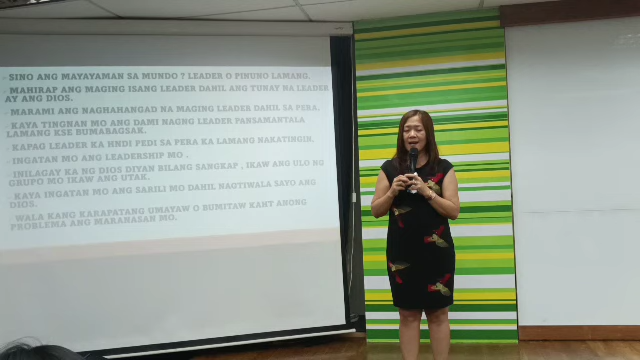 SINO ANG MAYAYAMAN SA MUNDO ? LEADER O PINUNO LAMANG.
MAHIRAP ANG MAGING ISANG LEADER DAHIL ANG TUNAY NA LEADER
AY ANG DIOS.
MARAMI ANG NAGHAHANGAD NA MAGING LEADER DAHIL SA PERA.
KAYA TINGNAN MO ANG DAMI NAGNG LEADER PANSAMANTALA
LAMANG KSE BUMABAGSAK.
KAPAG LEADER KA HNDI PEDI SA PERA KA LAMANG NAKATINGIN.
INGATAN MO ANG LEADERSHIP MO .
INILAGAY KA NG DIOS DIYAN BILANG SANGKAP , IKAW ANG ULO NG
GRUPO MO IKAW ANG UTAK.
KAYA INGATAN MO ANG SARILI MO DAHIL NAGTIWALA SAYO ANG
DIOS.
WALA KANG KARAPATANG UMAYAW O BUMITAW KAHT ANONG
PROBLEMA ANG MARANASAN MO.